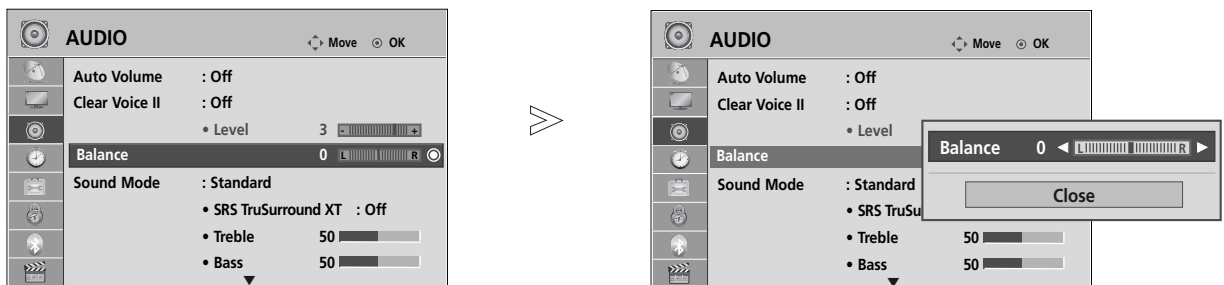 AUDIO Move OK
Auto Volume : Off
Clear Voice II : Off
• Level 3 - +
Balance 0 L R
Sound Mode : Standard
• SRS TruSurround XT : Off
• Treble 50
• Bass 50
AUDIO Move OK
Auto Volume : Off
Clear Voice II : Off
• Level
Balance
Sound Mode : Standard
• SRS TruSu
• Treble 50
• Bass 50
Balance 0 L R
Close